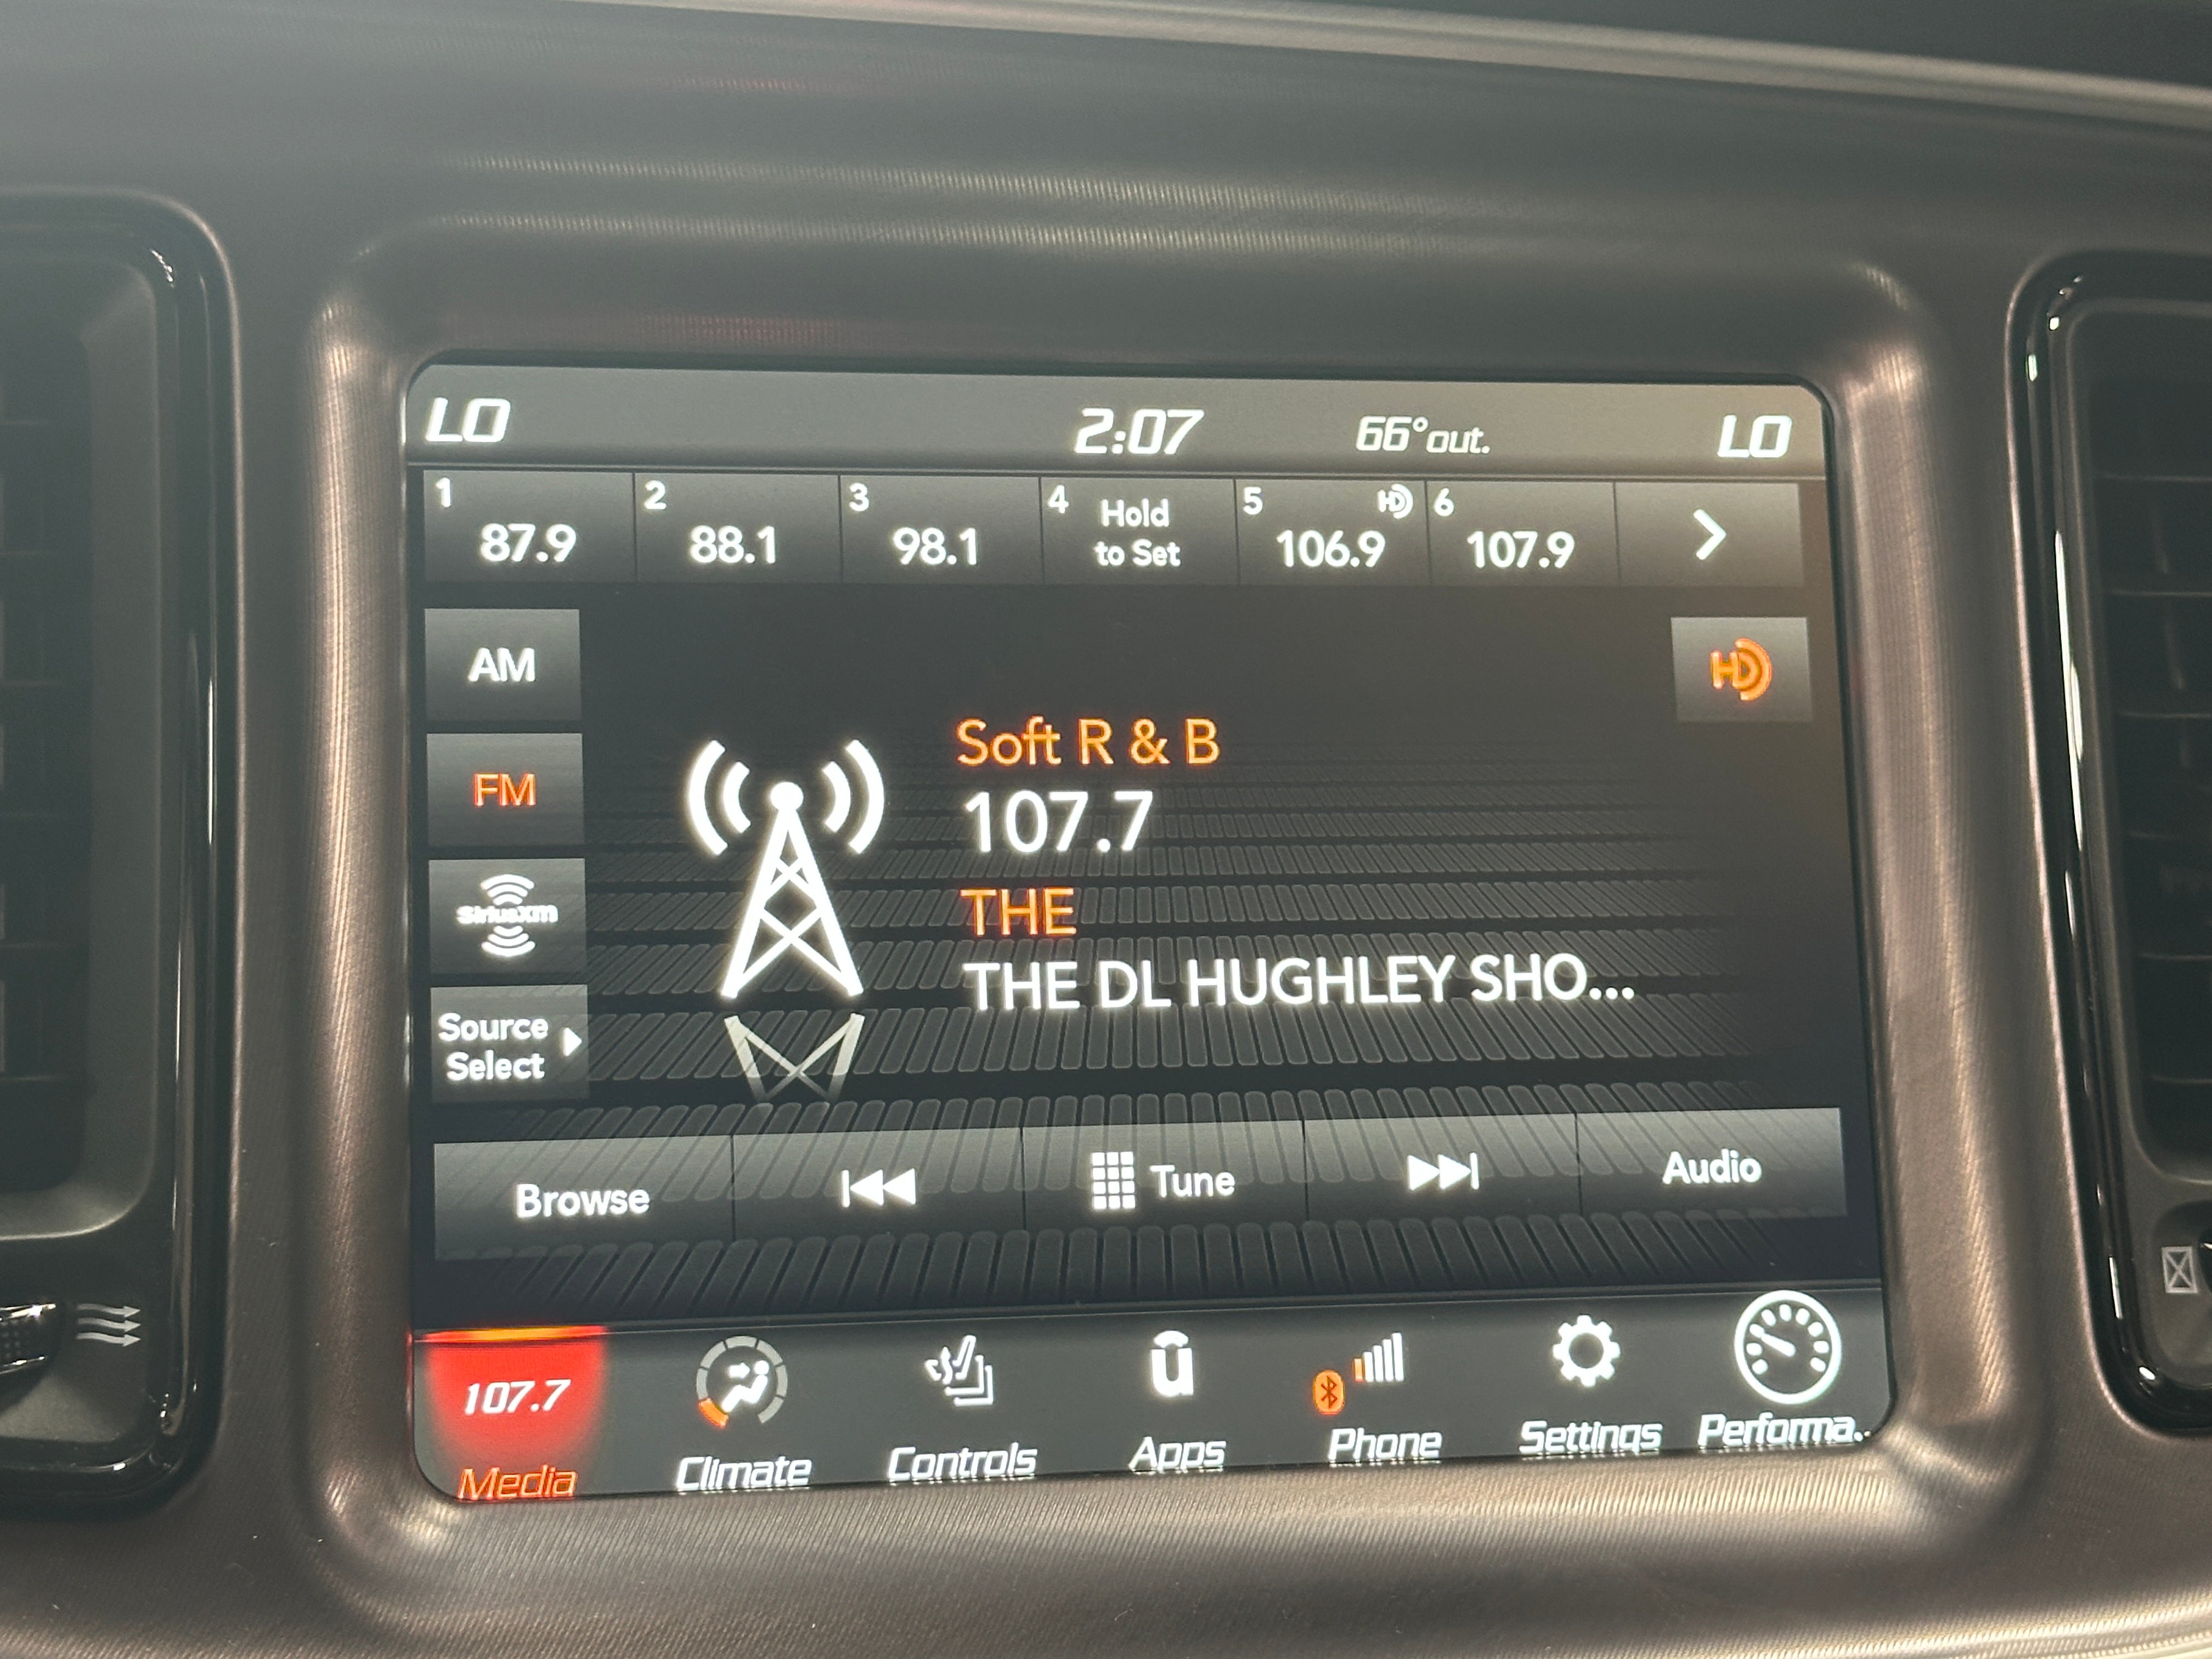 LO 2:07 66°out. LO
1 2 3 4 Hold 5 HD 6
87.9 88.1 98.1 to Set 106.9 107.9
AM
HD
Soft R & B
FM
107.7
THE
SiriusXm
THE DL HUGHLEY SHO...
Source
Select
Browse Tune Audio
107.7 u
Media Climate Controls Apps Phone Settings Performa..